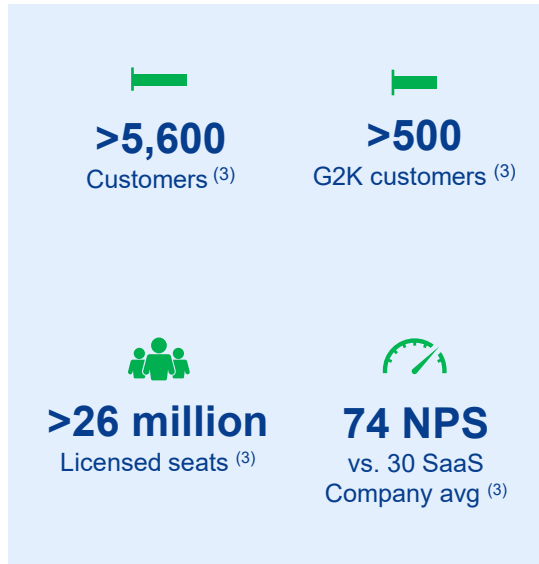 >5,600
Customers (3)
>500
G2K customers (3)
>26 million
Licensed seats (3)
74 NPS
vs. 30 SaaS
Company avg (3)